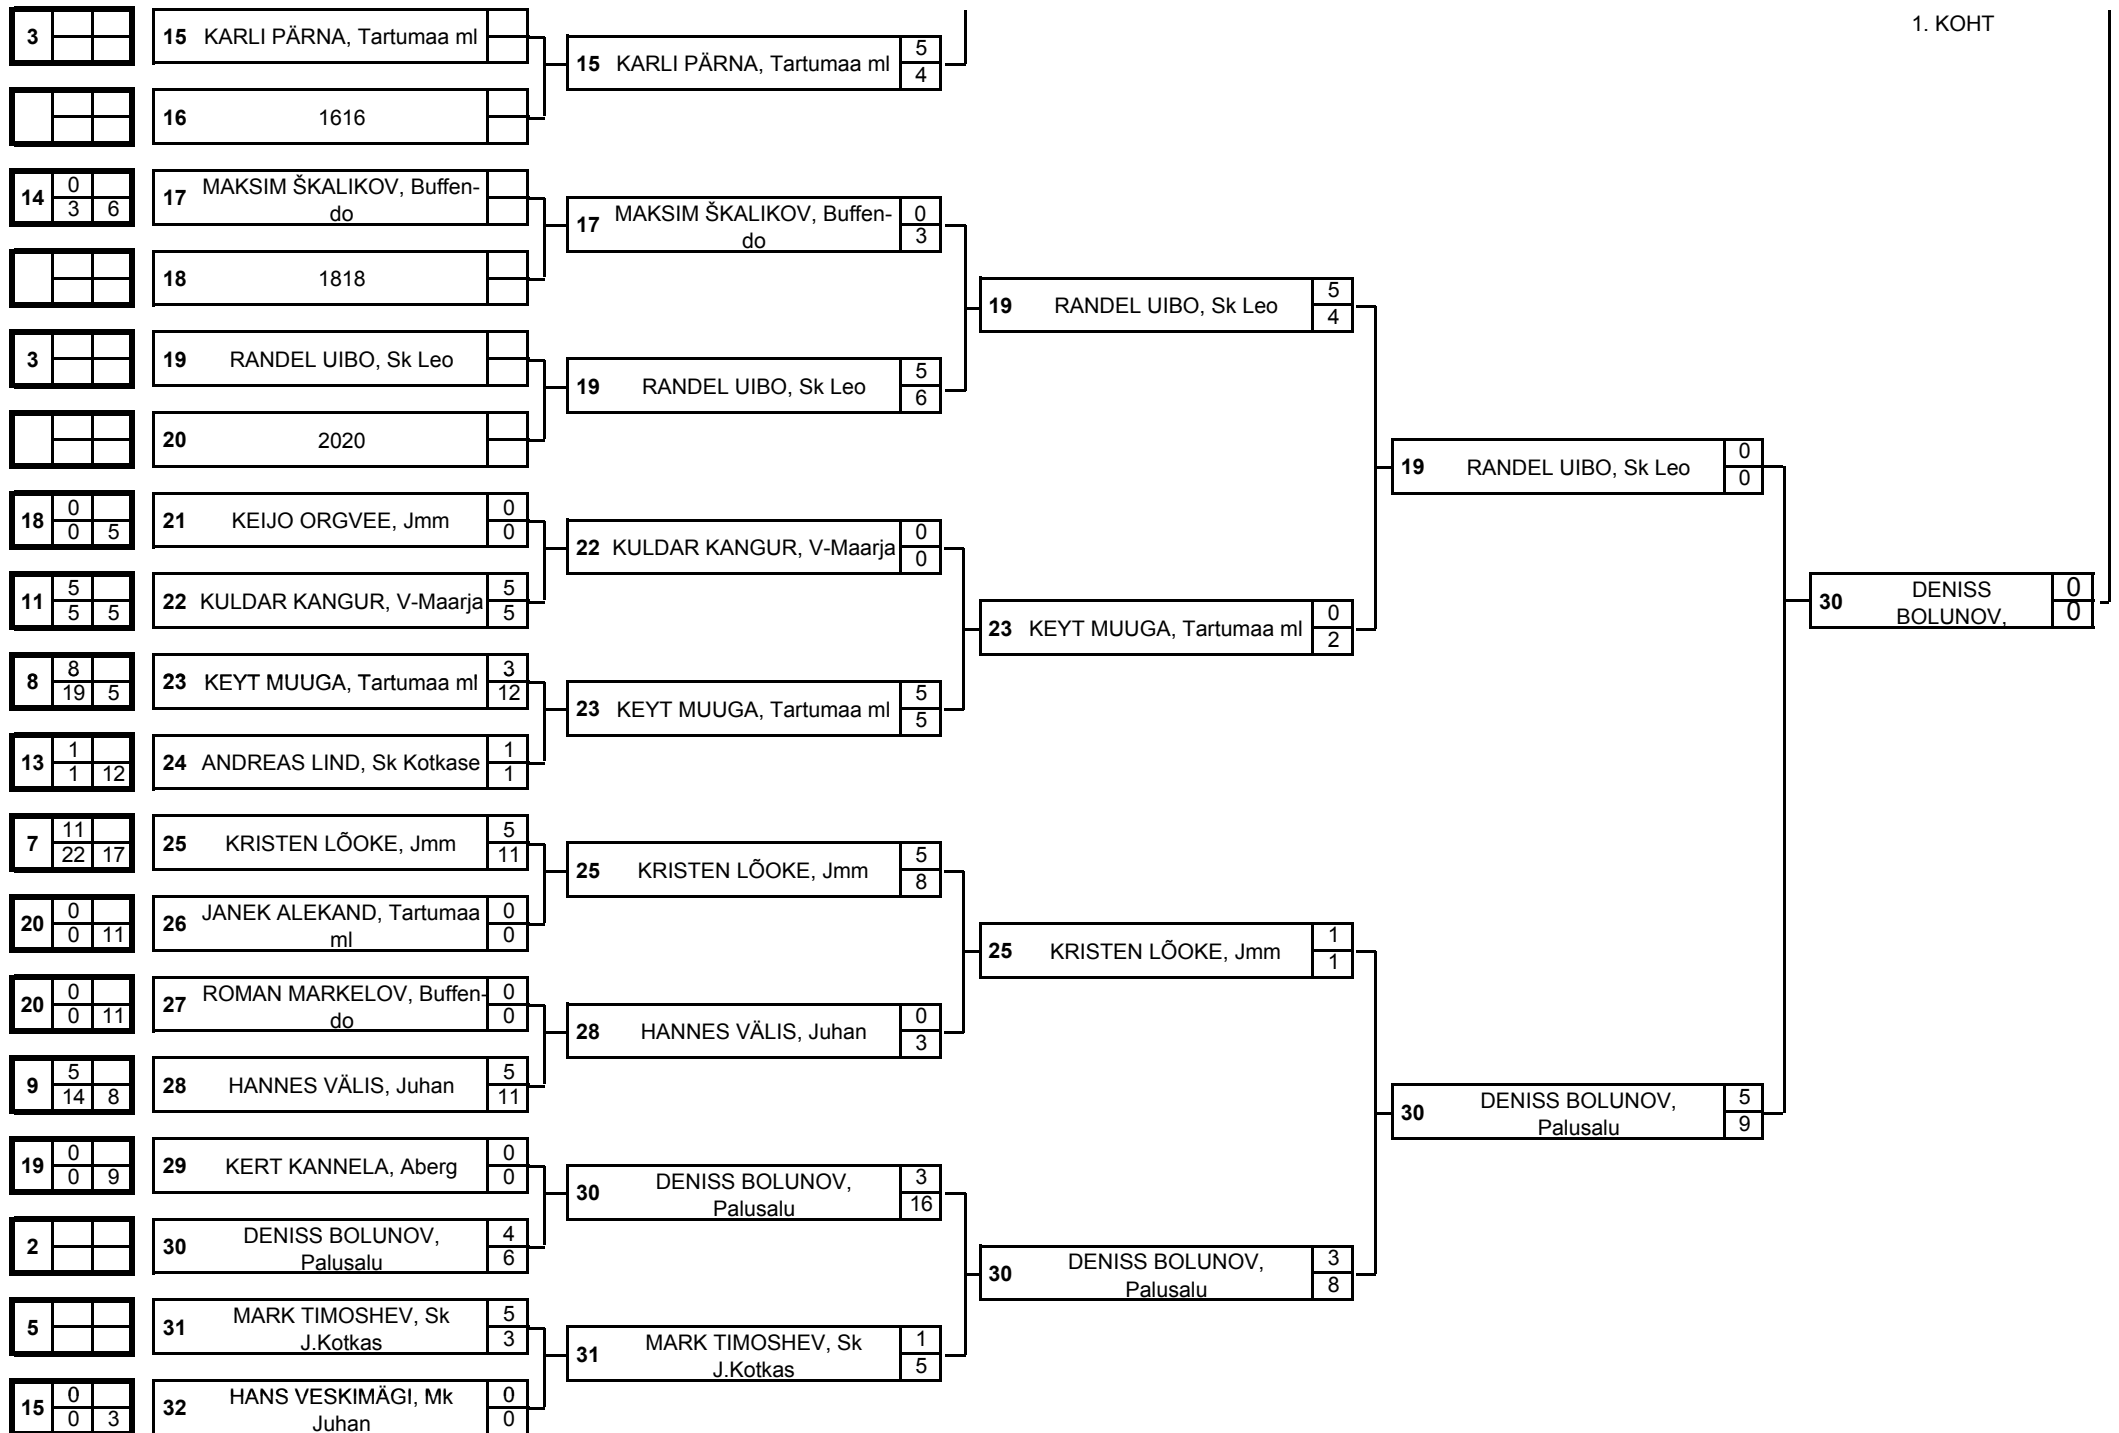 1. KOHT
3 15 KARLI PÄRNA, Tartumaa ml
15 KARLI PÄRNA, Tartumaa ml 5
4
16 1616
14 0
3 6
17 MAKSIM ŠKALIKOV, Buffen-
do
17 MAKSIM ŠKALIKOV, Buffen-
do
0
3
18 1818
19 RANDEL UIBO, Sk Leo 5
4
3 19 RANDEL UIBO, Sk Leo
19 RANDEL UIBO, Sk Leo 5
6
20 2020
19 RANDEL UIBO, Sk Leo 0
0
18 0
0 5
21 KEIJO ORGVEE, Jmm 0
0
22 KULDAR KANGUR, V-Maarja 0
0
11 5
5 5
22 KULDAR KANGUR, V-Maarja 5
5
30 DENISS
BOLUNOV,
0
0
23 KEYT MUUGA, Tartumaa ml 0
2
8 8
19 5
23 KEYT MUUGA, Tartumaa ml 3
12
23 KEYT MUUGA, Tartumaa ml 5
5
13 1
1 12
24 ANDREAS LIND, Sk Kotkase 1
1
7 11
22 17
25 KRISTEN LÕOKE, Jmm 5
11
25 KRISTEN LÕOKE, Jmm 5
8
20 0
0 11
26 JANEK ALEKAND, Tartumaa
ml
0
0
25 KRISTEN LÕOKE, Jmm 1
1
20 0
0 11
27 ROMAN MARKELOV, Buffen-
do
0
0
28 HANNES VÄLIS, Juhan 0
3
9 5
14 8
28 HANNES VÄLIS, Juhan 5
11
30 DENISS BOLUNOV,
Palusalu
5
9
19 0
0 9
29 KERT KANNELA, Aberg 0
0
30 DENISS BOLUNOV,
Palusalu
3
16
2 30 DENISS BOLUNOV,
Palusalu
4
6
30 DENISS BOLUNOV,
Palusalu
3
8
5 31 MARK TIMOSHEV, Sk
J.Kotkas
5
3
31 MARK TIMOSHEV, Sk
J.Kotkas
1
5
15 0
0 3
32 HANS VESKIMÄGI, Mk
Juhan
0
0